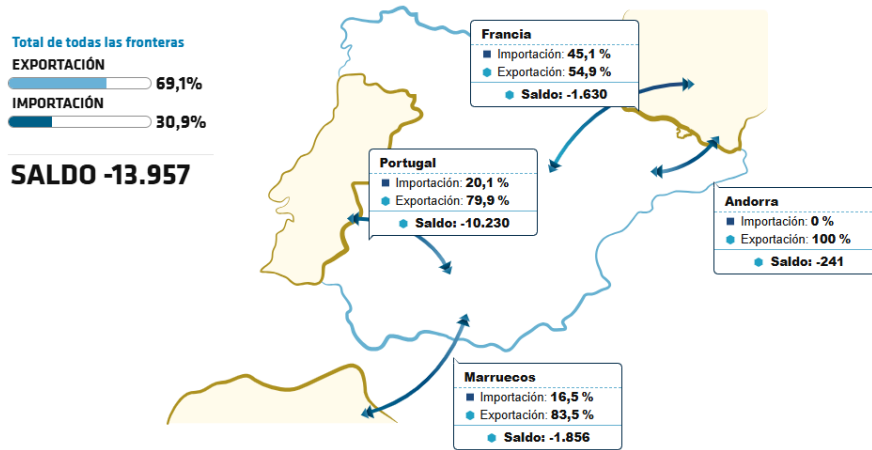 Total de todas las fronteras
EXPORTACIÓN
69,1%
IMPORTACIÓN
30,9%
SALDO -13.957
Francia
Importación: 45,1 %
Exportación: 54,9 %
Saldo: -1.630
Portugal
Importación: 20,1 %
Exportación: 79,9 %
Saldo: -10.230
Andorra
Importación: 0 %
Exportación: 100 %
Saldo: -241
Marruecos
Importación: 16,5 %
Exportación: 83,5 %
Saldo: -1.856